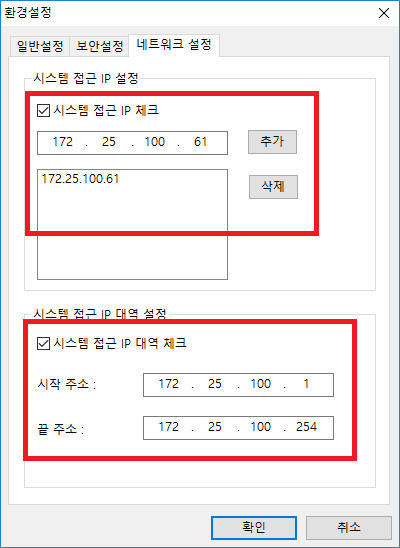 환경설정
일반설정 보안설정 네트워크 설정
시스템 접근 IP 설정
시스템 접근 IP 체크
172 . 25 . 100 . 61 추가
172.25.100.61 삭제
시스템 접근 IP 대역 설정
시스템 접근 IP 대역 체크
시작 주소 : 172 . 25 . 100 . 1
끝 주소 : 172 . 25 . 100 . 254
확인 취소